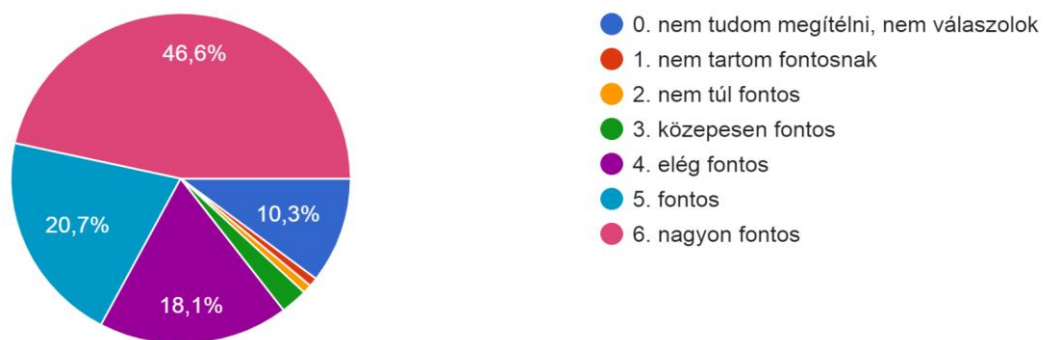 46,6%
10,3%
20,7%
18,1%
0. nem tudom megítélni, nem válaszolok
1. nem tartom fontosnak
2. nem túl fontos
3. közepesen fontos
4. elég fontos
5. fontos
6. nagyon fontos